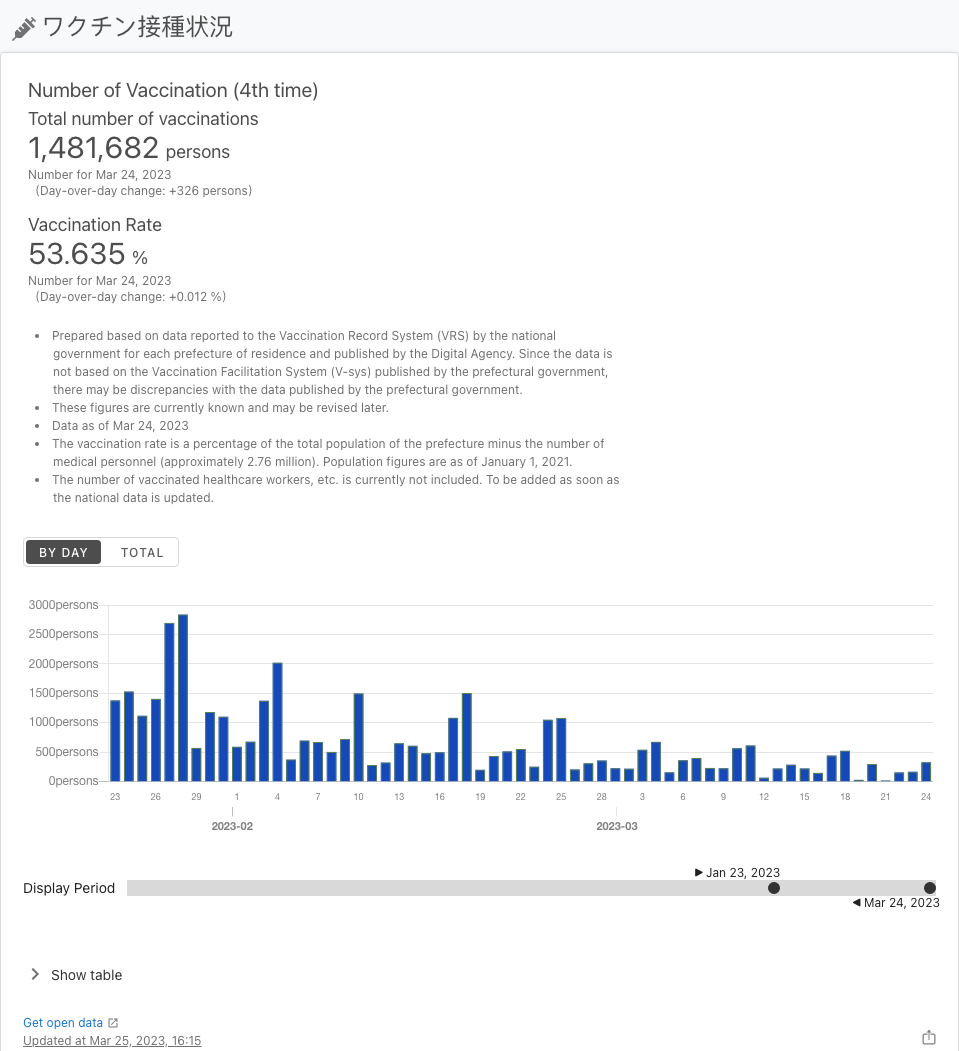 ワクチン接種状況
Number of Vaccination (4th time)
Total number of vaccinations
1,481,682 persons
Number for Mar 24, 2023
(Day-over-day change: +326 persons)
Vaccination Rate
53.635 %
Number for Mar 24, 2023
(Day-over-day change: +0.012 %)
• Prepared based on data reported to the Vaccination Record System (VRS) by the national
government for each prefecture of residence and published by the Digital Agency. Since the data is
not based on the Vaccination Facilitation System (V-sys) published by the prefectural government,
there may be discrepancies with the data published by the prefectural government.
• These figures are currently known and may be revised later.
• Data as of Mar 24, 2023
• The vaccination rate is a percentage of the total population of the prefecture minus the number of
medical personnel (approximately 2.76 million). Population figures are as of January 1, 2021.
• The number of vaccinated healthcare workers, etc. is currently not included. To be added as soon as
the national data is updated.
BY DAY TOTAL
3000persons
2500persons
2000persons
1500persons
1000persons
500persons
0persons
23 26 29 1 4 7 10 13 16 19 22 25 28 3 6 9 12 15 18 21 24
2023-02 2023-03
Jan 23, 2023
Display Period
Mar 24, 2023
Show table
Get open data
Updated at Mar 25, 2023, 16:15